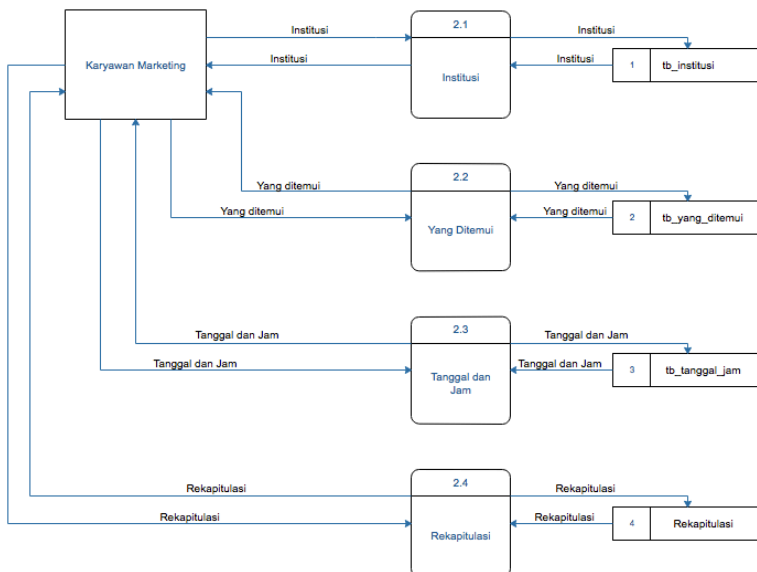 Institusi
2.1
Institusi
Karyawan Marketing
Institusi
Institusi
1
tb_institusi
Institusi
Yang ditemui
2.2
Yang ditemui
Yang ditemui
Yang ditemui
2
tb_yang_ditemui
Yang Ditemui
Tanggal dan Jam
2.3
Tanggal dan Jam
Tanggal dan Jam
Tanggal dan Jam
3
tb_tanggal_jam
Tanggal dan
Jam
Rekapitulasi
2.4
Rekapitulasi
Rekapitulasi
Rekapitulasi
4
Rekapitulasi
Rekapitulasi